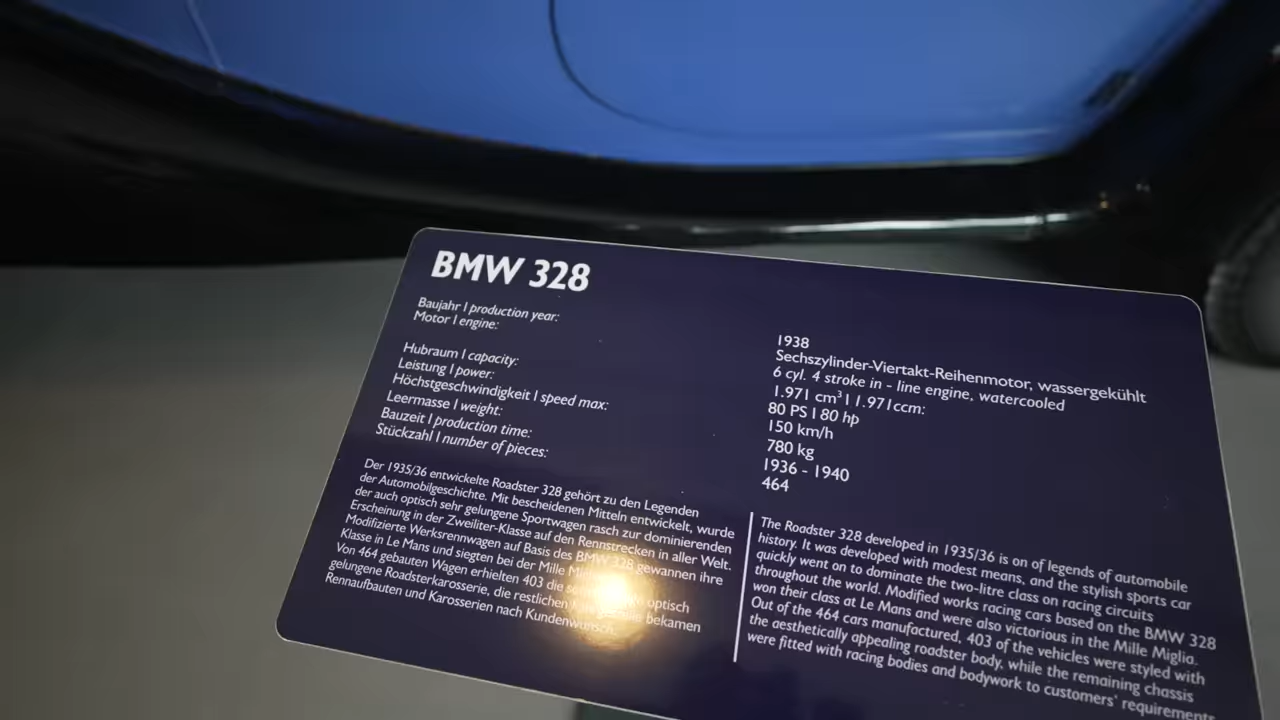 BMW 328
Baujahr | production year:
Motor | engine:
Hubraum | capacity:
Leistung | power:
Höchstgeschwindigkeit | speed max:
Leermasse | weight:
Bauzeit | production time:
Stückzahl | number of pieces:
1938
Sechszylinder-Viertakt-Reihenmotor, wassergekühlt
6 cyl. 4 stroke in - line engine, watercooled
1.971 cm³ | 1.971ccm:
80 PS | 80 hp
150 km/h
780 kg
1936 - 1940
464
Der 1935/36 entwickelte Roadster 328 gehört zu den Legenden
der Automobilgeschichte. Mit bescheidenen Mitteln entwickelt, wurde
der auch optisch sehr gelungene Sportwagen rasch zur dominierenden
Erscheinung in der Zweiliter-Klasse auf den Rennstrecken in aller Welt.
Modifizierte Werksrennwagen auf Basis des BMW 328 gewannen ihre
Klasse in Le Mans und siegten bei der Mille
Von 464 gebauten Wagen erhielten 403 die optisch
gelungene Roadsterkarosserie, die restlichen bekamen
Rennaufbauten und Karosserien nach Kundenwunsch.
The Roadster 328 developed in 1935/36 is on of legends of automobile
history. It was developed with modest means, and the stylish sports car
quickly went on to dominate the two-litre class on racing circuits
throughout the world. Modified works racing cars based on the BMW 328
won their class at Le Mans and were also victorious in the Mille Miglia.
Out of the 464 cars manufactured, 403 of the vehicles were styled with
the aesthetically appealing roadster body, while the remaining chassis
were fitted with racing bodies and bodywork to customers' requirements